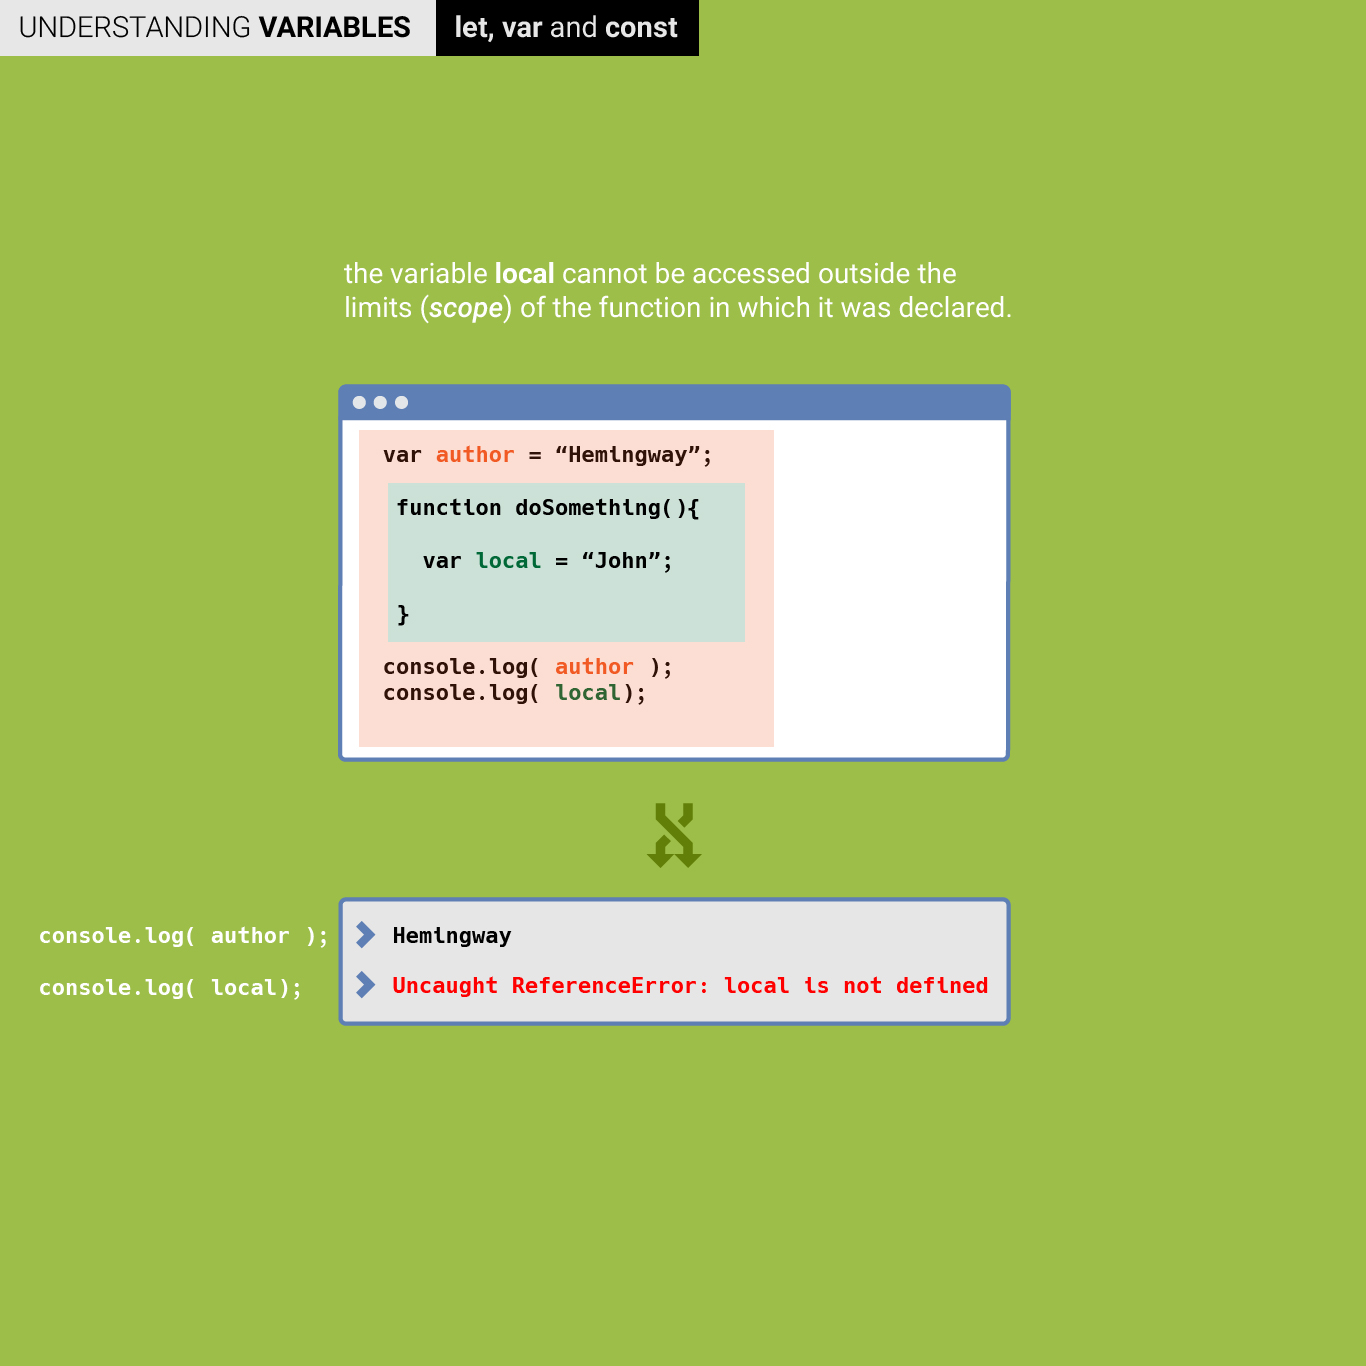 UNDERSTANDING VARIABLES let, var and const
the variable local cannot be accessed outside the
limits (scope) of the function in which it was declared.
var author = “Hemingway”;
function doSomething(){
var local = “John”;
}
console.log( author );
console.log( local);
console.log( author ); Hemingway
console.log( local); Uncaught ReferenceError: local is not defined